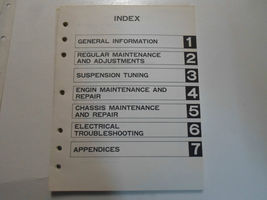 INDEX
GENERAL INFORMATION 1
REGULAR MAINTENANCE
AND ADJUSTMENTS 2
SUSPENSION TUNING 3
ENGIN MAINTENANCE AND
REPAIR 4
CHASSIS MAINTENANCE
AND REPAIR 5
ELECTRICAL
TROUBLESHOOTING 6
APPENDICES 7